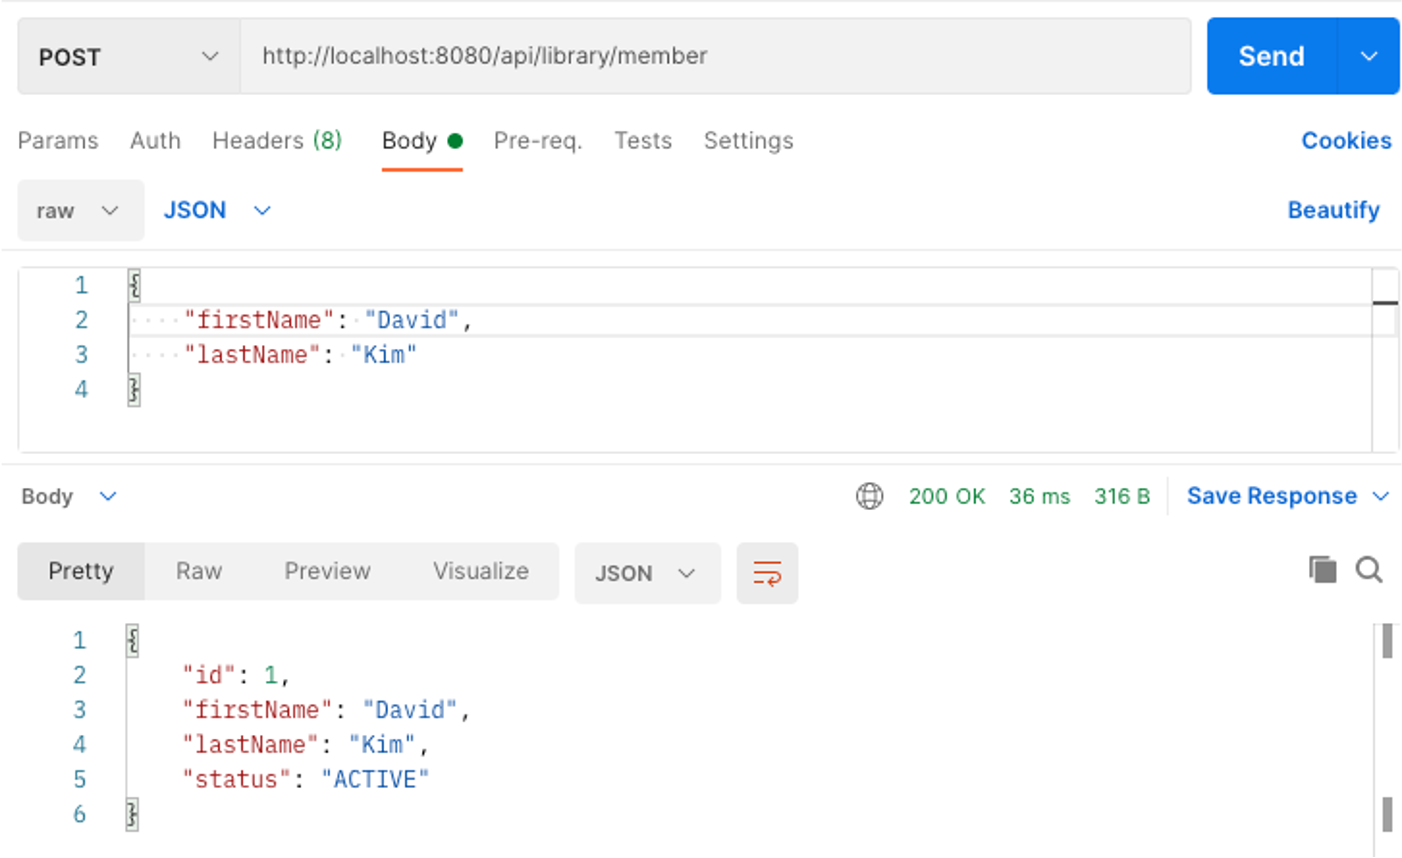 POST http://localhost:8080/api/library/member Send
Params Auth Headers (8) Body Pre-req. Tests Settings Cookies
raw JSON Beautify
1 {
2 ····"firstName":·"David",
3 ····"lastName":·"Kim"
4 }
Body 200 OK 36 ms 316 B Save Response
Pretty Raw Preview Visualize JSON
1 {
2 "id": 1,
3 "firstName": "David",
4 "lastName": "Kim",
5 "status": "ACTIVE"
6 }